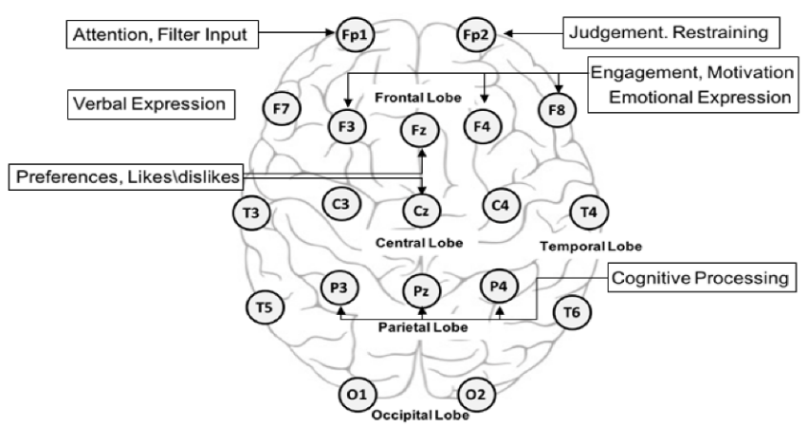 Attention, Filter Input
Fp1
Fp2
Judgement. Restraining
Engagement, Motivation
Emotional Expression
Verbal Expression
F7
Frontal Lobe
F3
Fz
F4
F8
Preferences, Likes\dislikes
T3
C3
Cz
C4
T4
Central Lobe
Temporal Lobe
Cognitive Processing
P3
Pz
P4
T5
T6
Parietal Lobe
O1
O2
Occipital Lobe